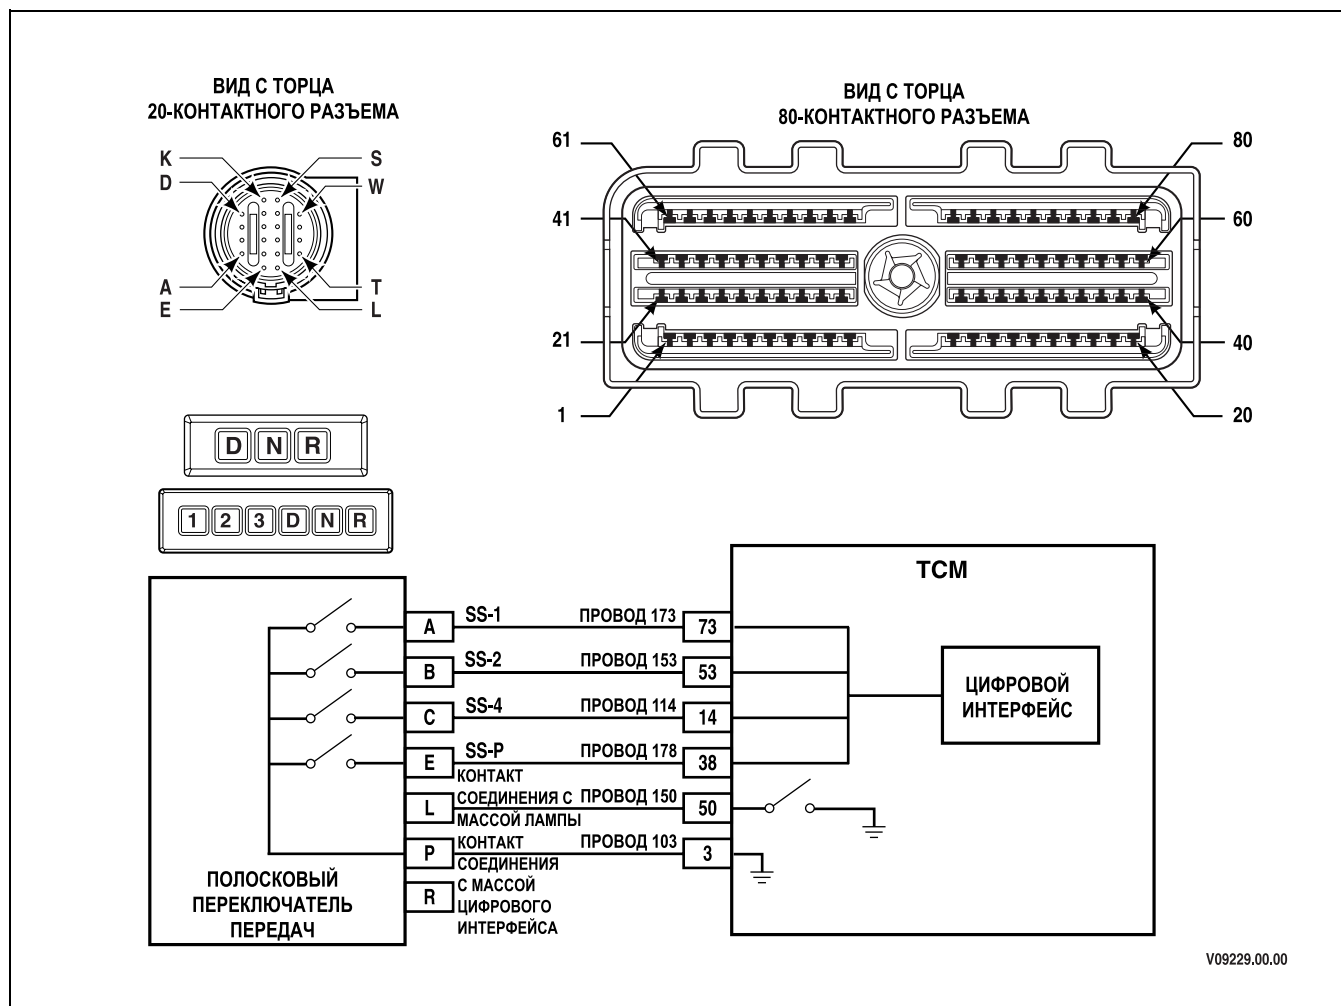 ВИД С ТОРЦА
20-КОНТАКТНОГО РАЗЪЕМА
K
S
D
W
A
T
E
L
ВИД С ТОРЦА
80-КОНТАКТНОГО РАЗЪЕМА
61
80
41
60
21
40
1
20
D N R
1 2 3 D N R
TCM
A SS-1 ПРОВОД 173 73
B SS-2 ПРОВОД 153 53
C SS-4 ПРОВОД 114 14
E SS-P ПРОВОД 178 38
L КОНТАКТ
СОЕДИНЕНИЯ С
МАССОЙ ЛАМПЫ
ПРОВОД 150 50
P КОНТАКТ
СОЕДИНЕНИЯ
С МАССОЙ
ЦИФРОВОГО
ИНТЕРФЕЙСА
ПРОВОД 103 3
R
ЦИФРОВОЙ
ИНТЕРФЕЙС
ПОЛОСКОВЫЙ
ПЕРЕКЛЮЧАТЕЛЬ
ПЕРЕДАЧ
V09229.00.00